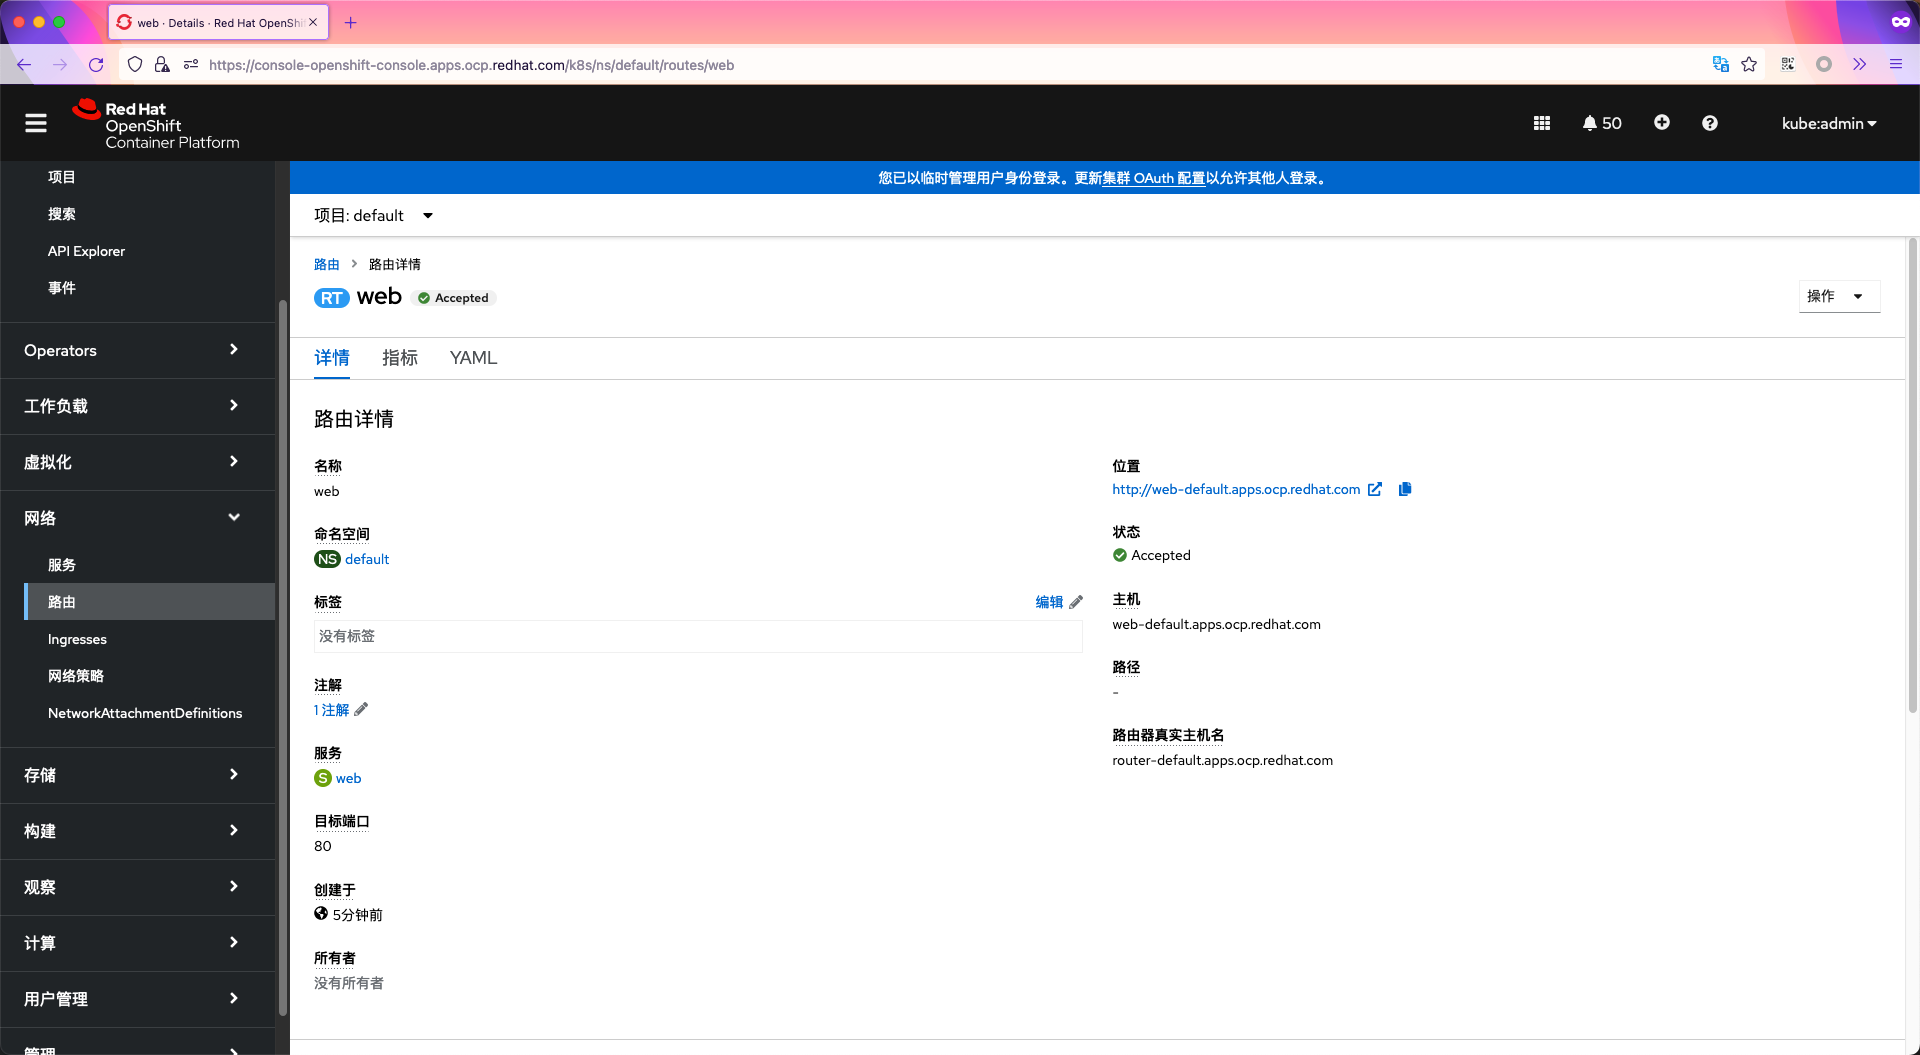 web · Details · Red Hat OpenShi
https://console-openshift-console.apps.ocp.redhat.com/k8s/ns/default/routes/web
Red Hat
OpenShift
Container Platform
50
kube:admin
项目
搜索
API Explorer
事件
Operators
工作负载
虚拟化
网络
服务
路由
Ingresses
网络策略
NetworkAttachmentDefinitions
存储
构建
观察
计算
用户管理
管理
您已以临时管理用户身份登录。更新集群 OAuth 配置以允许其他人登录。
项目: default
路由 > 路由详情
RT web Accepted
操作
详情 指标 YAML
路由详情
名称
web
命名空间
NS default
标签 编辑
没有标签
注解
1 注解
服务
S web
目标端口
80
创建于
5分钟前
所有者
没有所有者
位置
http://web-default.apps.ocp.redhat.com
状态
Accepted
主机
web-default.apps.ocp.redhat.com
路径
-
路由器真实主机名
router-default.apps.ocp.redhat.com